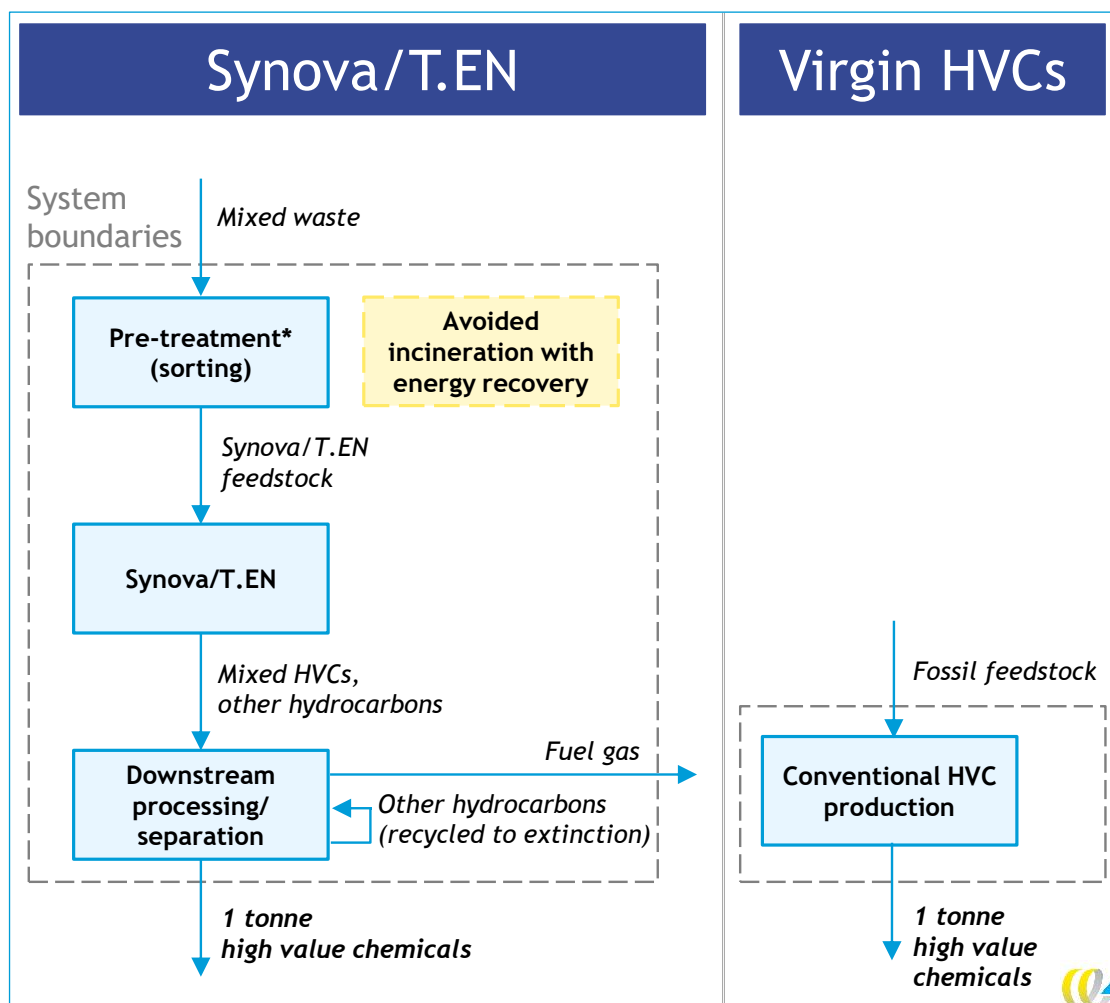 Synova/T.EN
Virgin HVCs
System
boundaries
Mixed waste
Pre-treatment*
(sorting)
Avoided
incineration with
energy recovery
Synova/T.EN
feedstock
Synova/T.EN
Mixed HVCs,
other hydrocarbons
Fuel gas
Downstream
processing/
separation
Other hydrocarbons
(recycled to extinction)
1 tonne
high value chemicals
Fossil feedstock
Conventional HVC
production
1 tonne
high value
chemicals